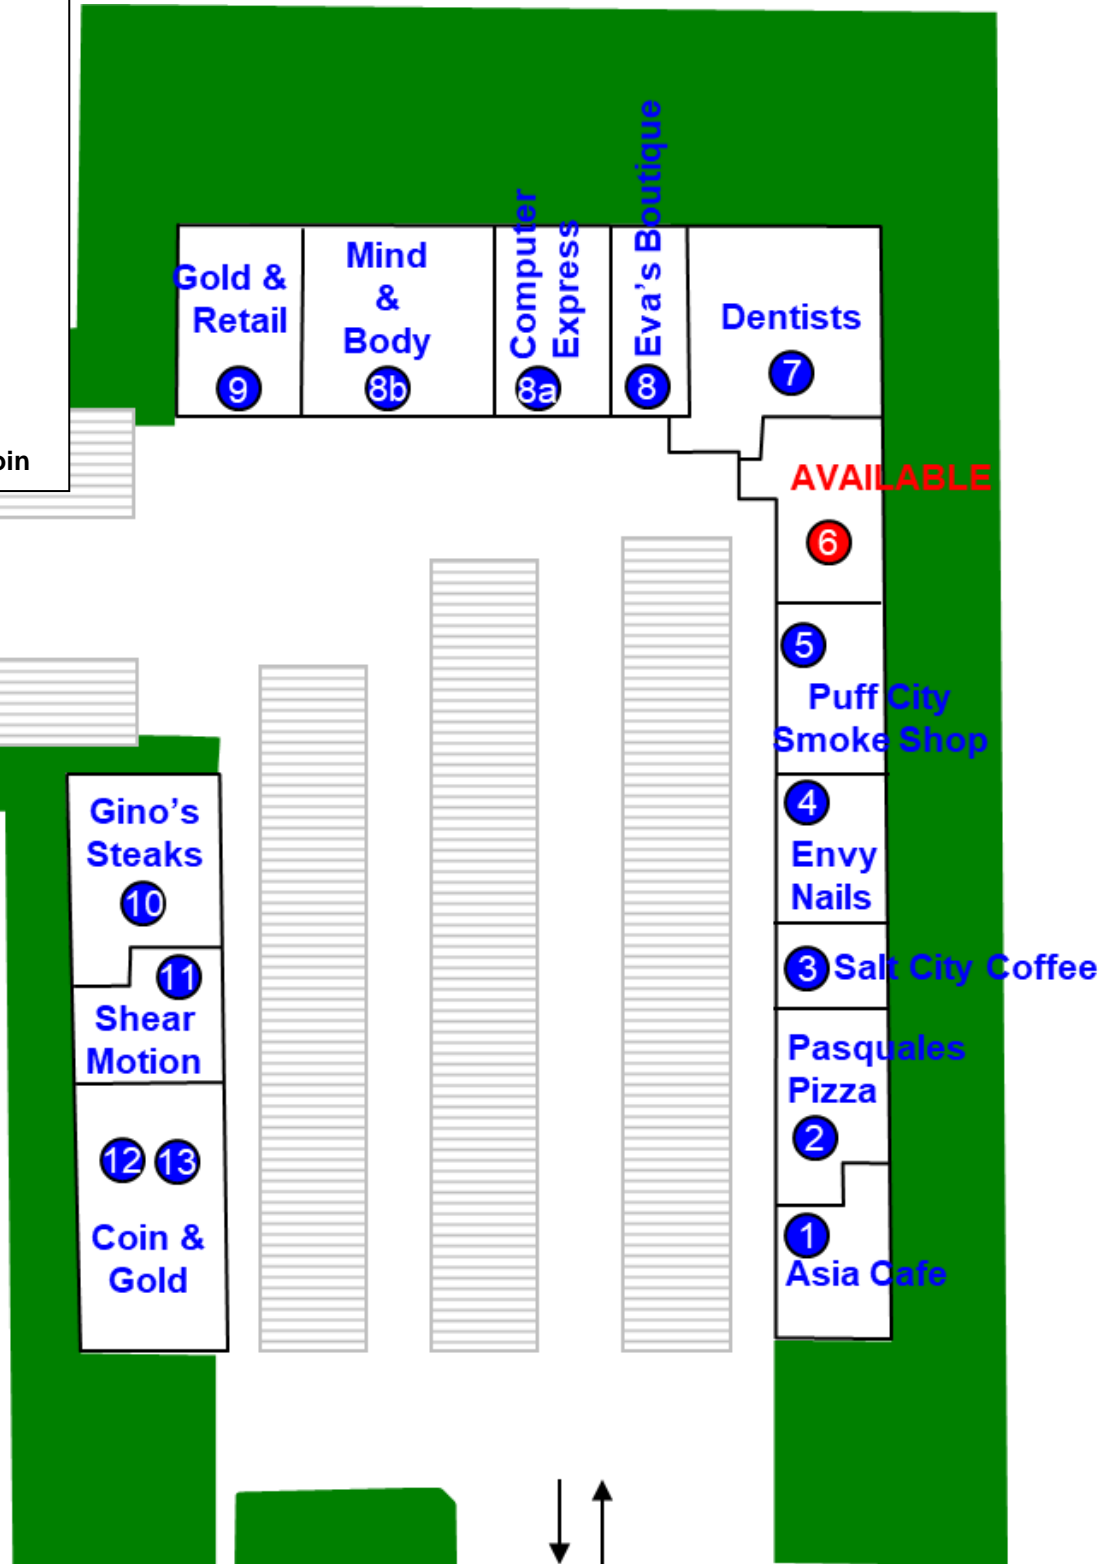 Eva's Boutique
Computer
Express
Mind
&
Body
8b
Gold &
Retail
9
8a
8
Dentists
7
AVAILABLE
6
5
Puff City
Smoke Shop
4
Envy
Nails
3 Salt City Coffee
Pasquales
Pizza
2
1
Asia Cafe
Gino's
Steaks
10
11
Shear
Motion
12 13
Coin &
Gold